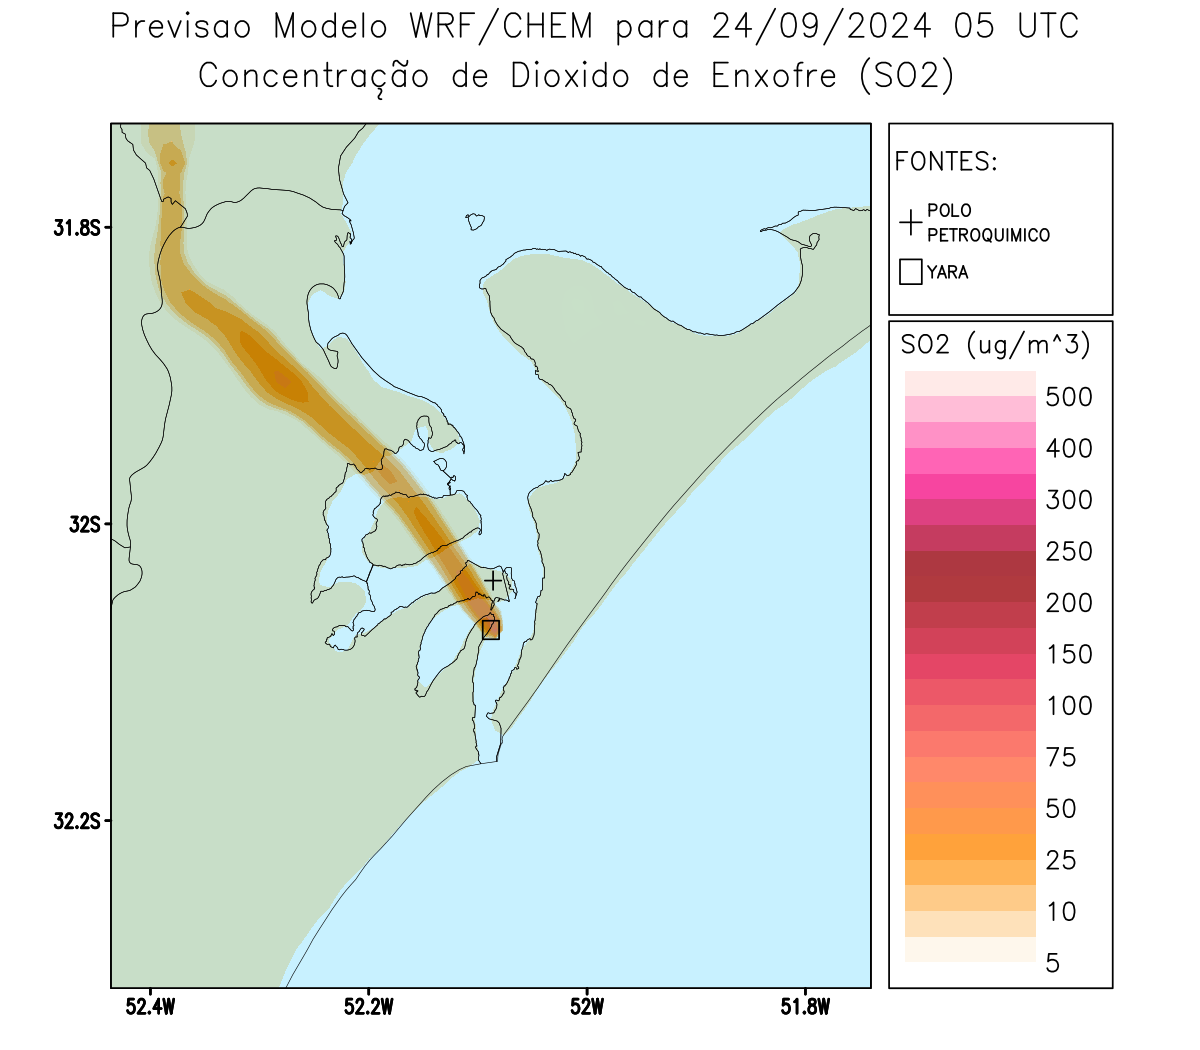 Previsao Modelo WRF/CHEM para 24/09/2024 05 UTC
Concentração de Dioxido de Enxofre (SO2)
FONTES:
POLO
PETROQUIMICO
YARA
SO2 (ug/m^3)
500
400
300
250
200
150
100
75
50
25
10
5
31.8S
32S
32.2S
52.4W
52.2W
52W
51.8W